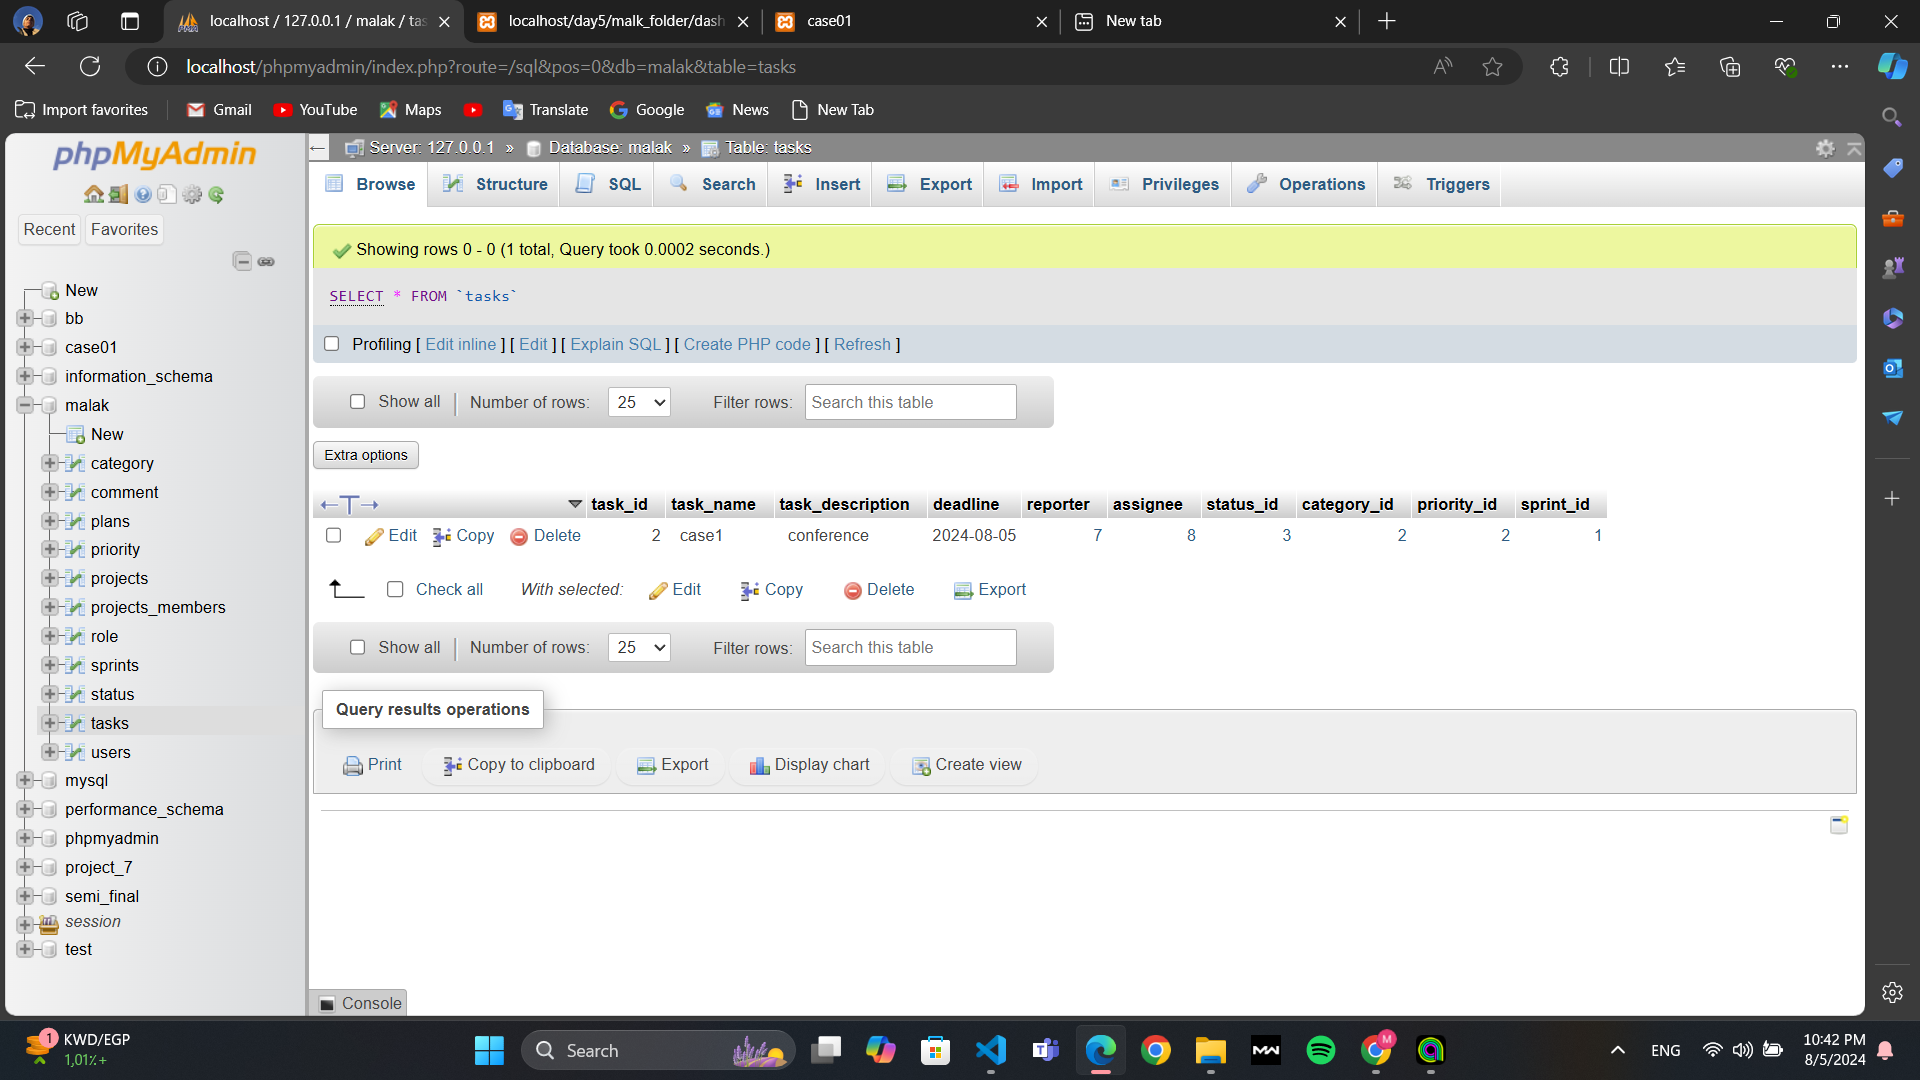 localhost / 127.0.0.1 / malak / tas
localhost/day5/malk_folder/dash
case01
New tab
localhost/phpmyadmin/index.php?route=/sql&pos=0&db=malak&table=tasks
Import favorites
Gmail
YouTube
Maps
Translate
Google
News
New Tab
phpMyAdmin
Recent
Favorites
New
bb
case01
information_schema
malak
New
category
comment
plans
priority
projects
projects_members
role
sprints
status
tasks
users
mysql
performance_schema
phpmyadmin
project_7
semi_final
session
test
Server: 127.0.0.1 » Database: malak » Table: tasks
Browse Structure SQL Search Insert Export Import Privileges Operations Triggers
Showing rows 0 - 0 (1 total, Query took 0.0002 seconds.)
SELECT * FROM `tasks`
Profiling [ Edit inline ] [ Edit ] [ Explain SQL ] [ Create PHP code ] [ Refresh ]
Show all Number of rows: 25 Filter rows: Search this table
Extra options
task_id task_name task_description deadline reporter assignee status_id category_id priority_id sprint_id
Edit Copy Delete 2 case1 conference 2024-08-05 7 8 3 2 2 1
Check all With selected: Edit Copy Delete Export
Show all Number of rows: 25 Filter rows: Search this table
Query results operations
Print Copy to clipboard Export Display chart Create view
Console
1
KWD/EGP
1,01٪+
Search
M
ENG
10:42 PM
8/5/2024